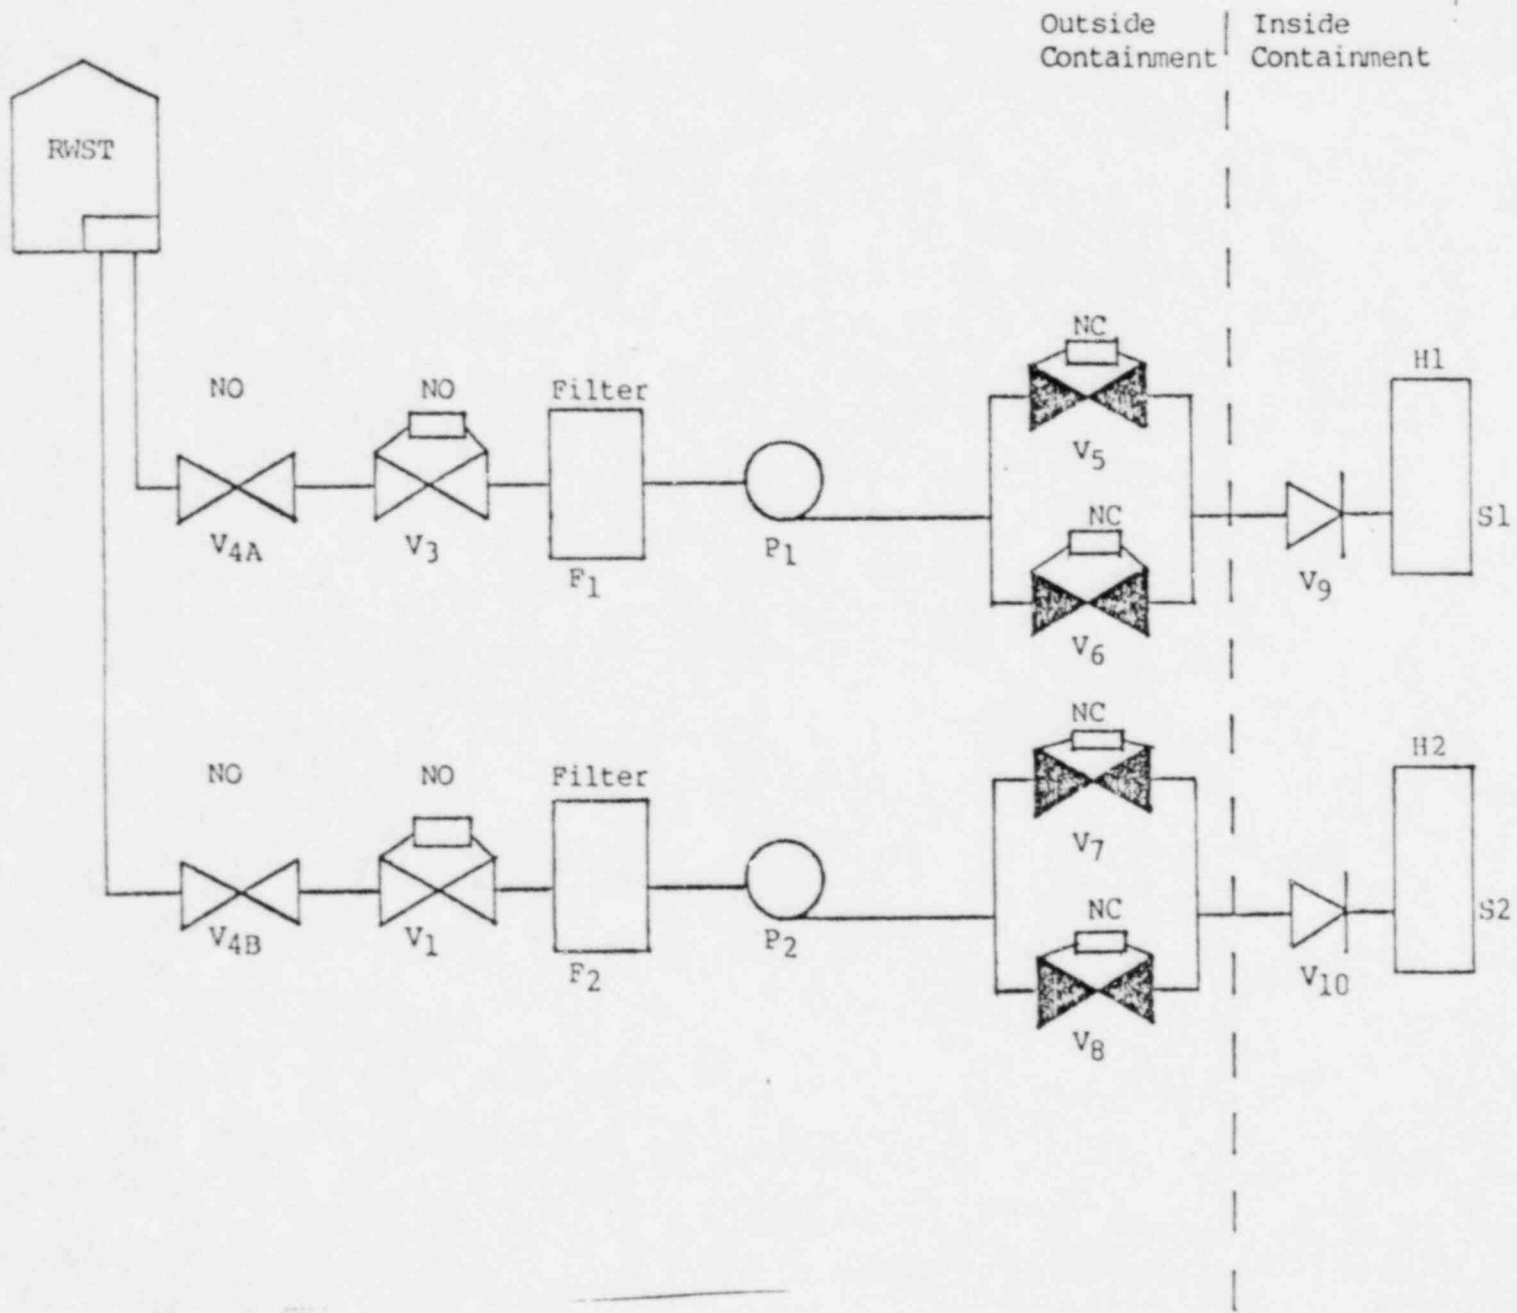 Outside
Containment
Inside
Containment
RWST
NO
NO
Filter
V4A
V3
F1
P1
NC
V5
NC
V6
V9
H1
S1
NO
NO
Filter
V4B
V1
F2
P2
NC
V7
NC
V8
V10
H2
S2